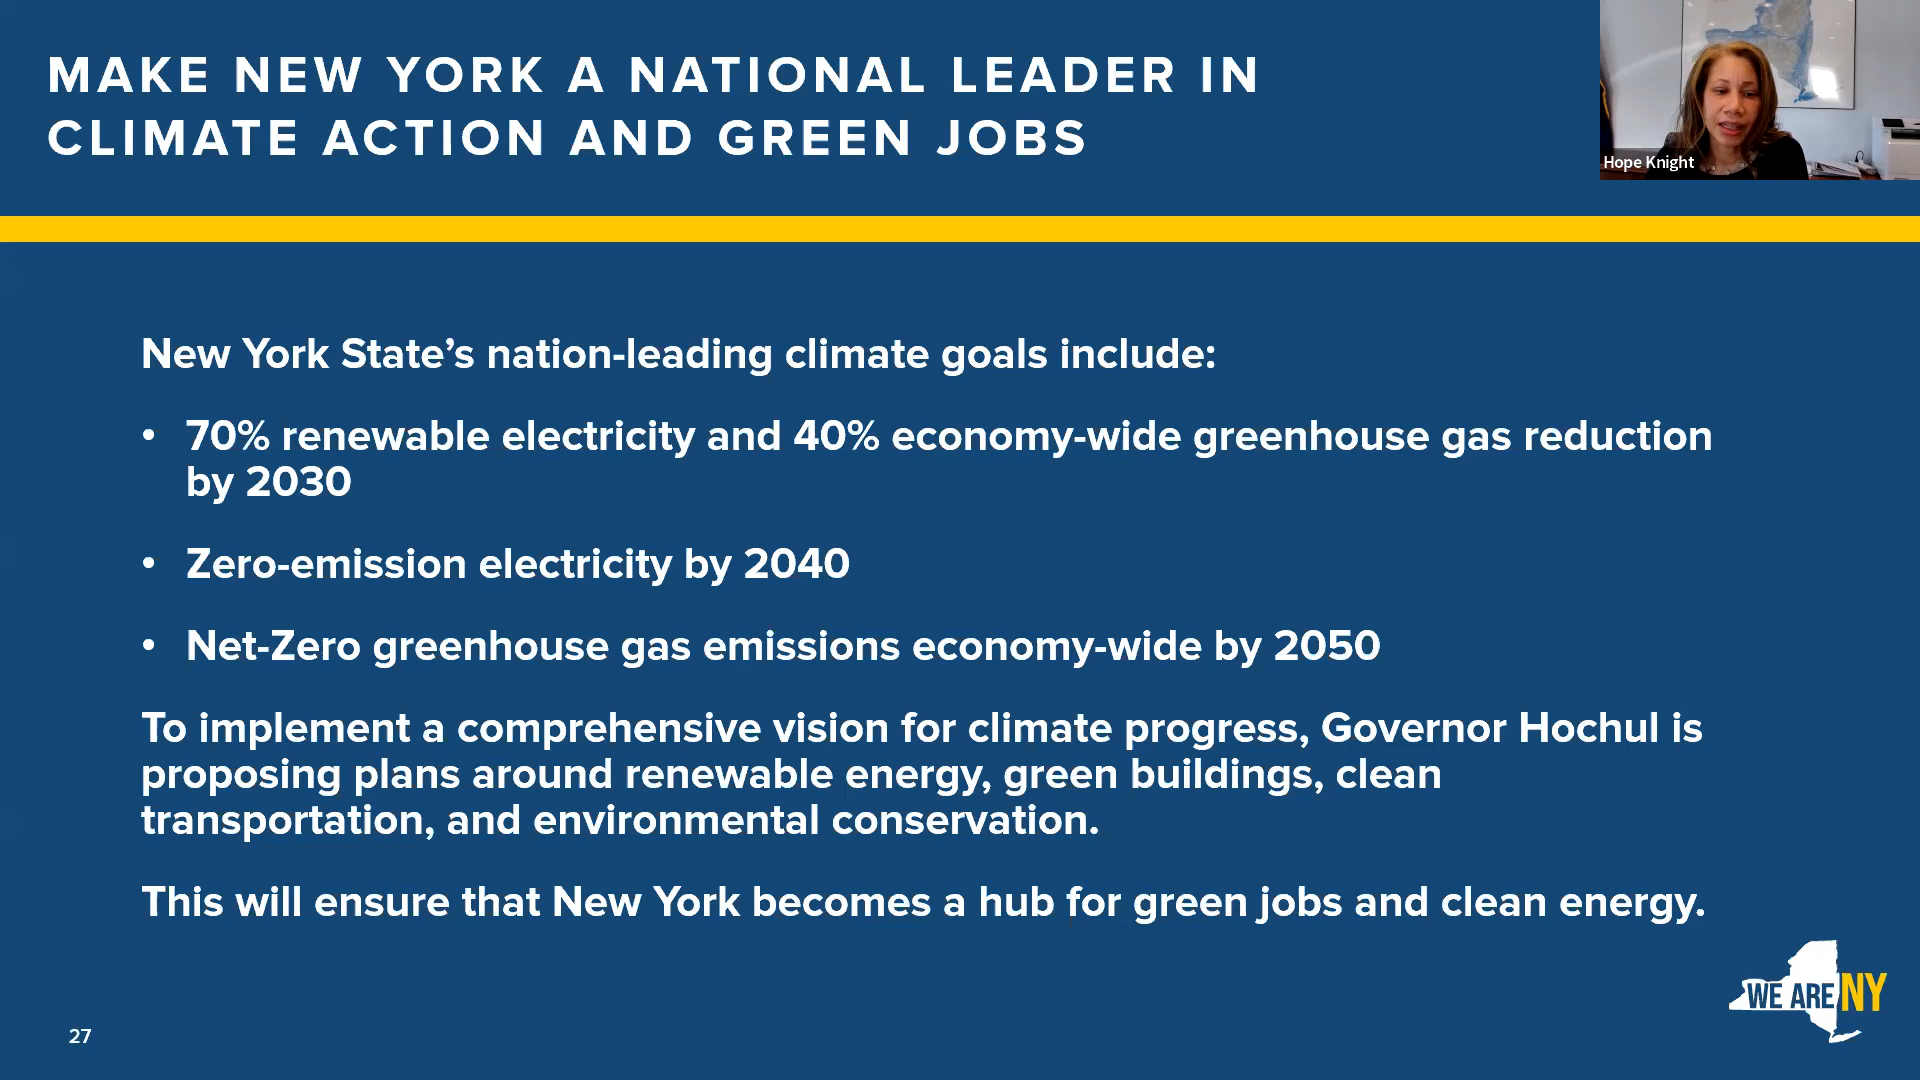 MAKE NEW YORK A NATIONAL LEADER IN
CLIMATE ACTION AND GREEN JOBS
Hope Knight
New York State’s nation-leading climate goals include:
• 70% renewable electricity and 40% economy-wide greenhouse gas reduction
by 2030
• Zero-emission electricity by 2040
• Net-Zero greenhouse gas emissions economy-wide by 2050
To implement a comprehensive vision for climate progress, Governor Hochul is
proposing plans around renewable energy, green buildings, clean
transportation, and environmental conservation.
This will ensure that New York becomes a hub for green jobs and clean energy.
WE ARE NY
27